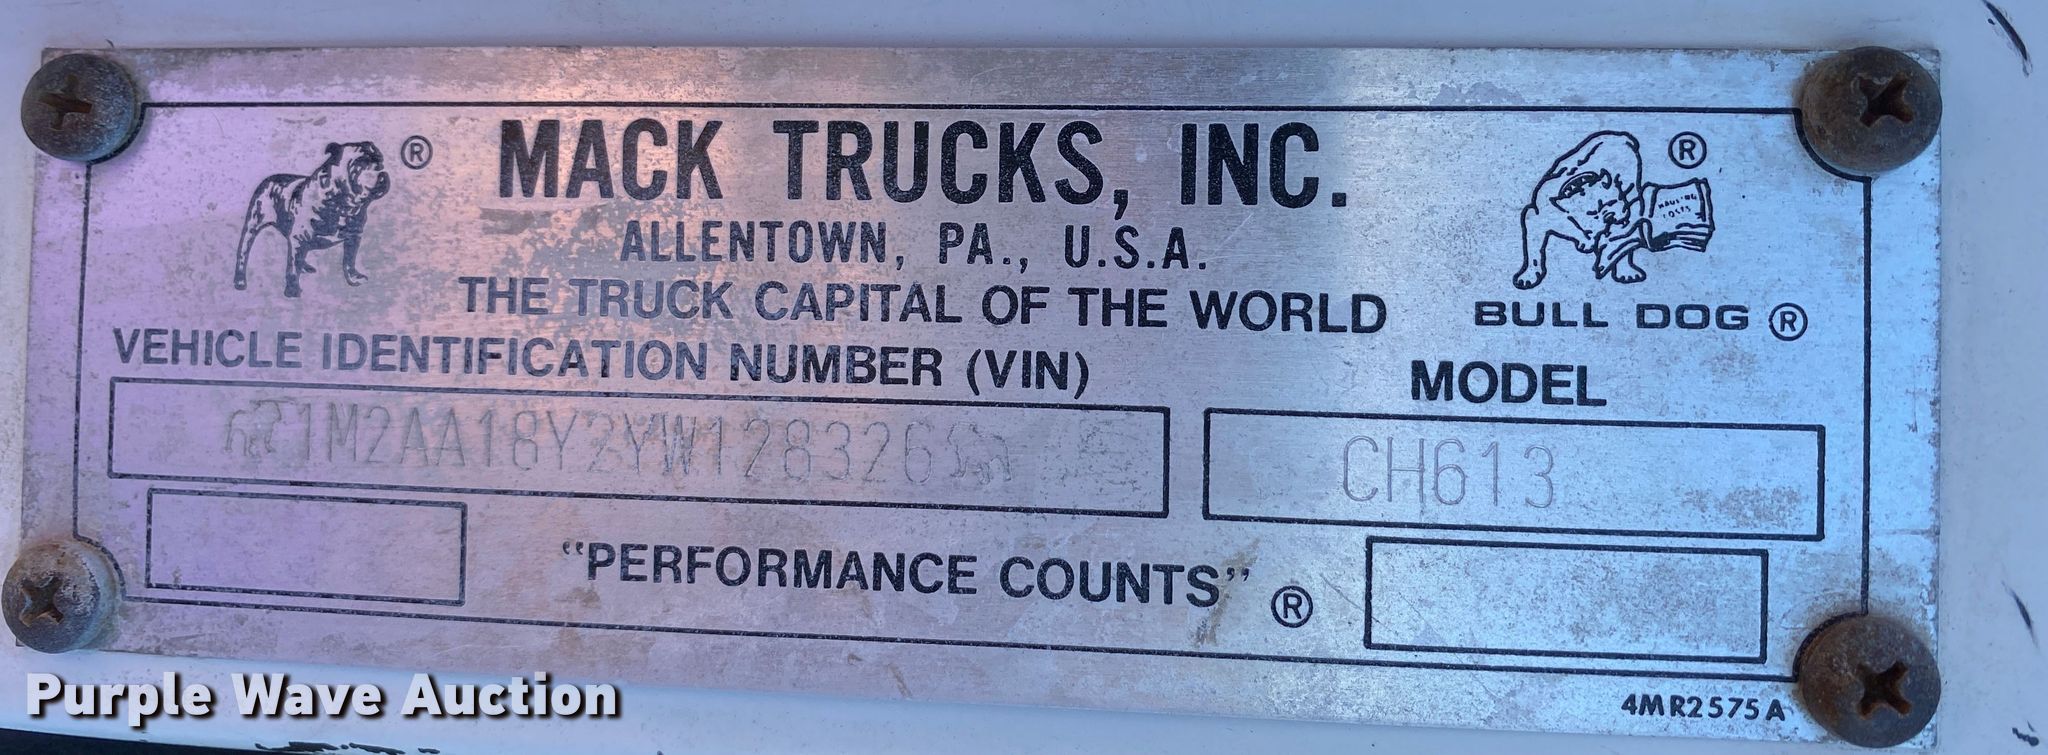 ® MACK TRUCKS, INC. ®
ALLENTOWN, PA., U.S.A.
THE TRUCK CAPITAL OF THE WORLD
BULL DOG ®
VEHICLE IDENTIFICATION NUMBER (VIN)
MODEL
1M2AA18Y2YW128326
CH613
"PERFORMANCE COUNTS" ®
4MR2575A
Purple Wave Auction